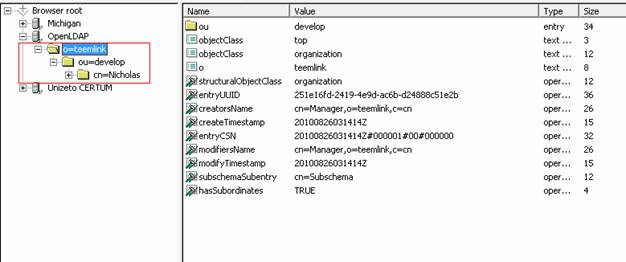 Browser root
Michigan
OpenLDAP
o=teemlink
ou=develop
cn=Nicholas
Unizeto CERTUM
Name Value Type Size
ou develop entry 34
objectClass top text ... 3
objectClass organization text ... 12
o teemlink text ... 8
structuralObjectClass organization oper... 12
entryUUID 251e16fd-2419-4e9d-ac6b-d24888c51e2b oper... 36
creatorsName cn=Manager,o=teemlink,c=cn oper... 26
createTimestamp 20100826031414Z oper... 15
entryCSN 20100826031414Z#000001#00#000000 oper... 32
modifiersName cn=Manager,o=teemlink,c=cn oper... 26
modifyTimestamp 20100826031414Z oper... 15
subschemaSubentry cn=Subschema oper... 12
hasSubordinates TRUE oper... 4